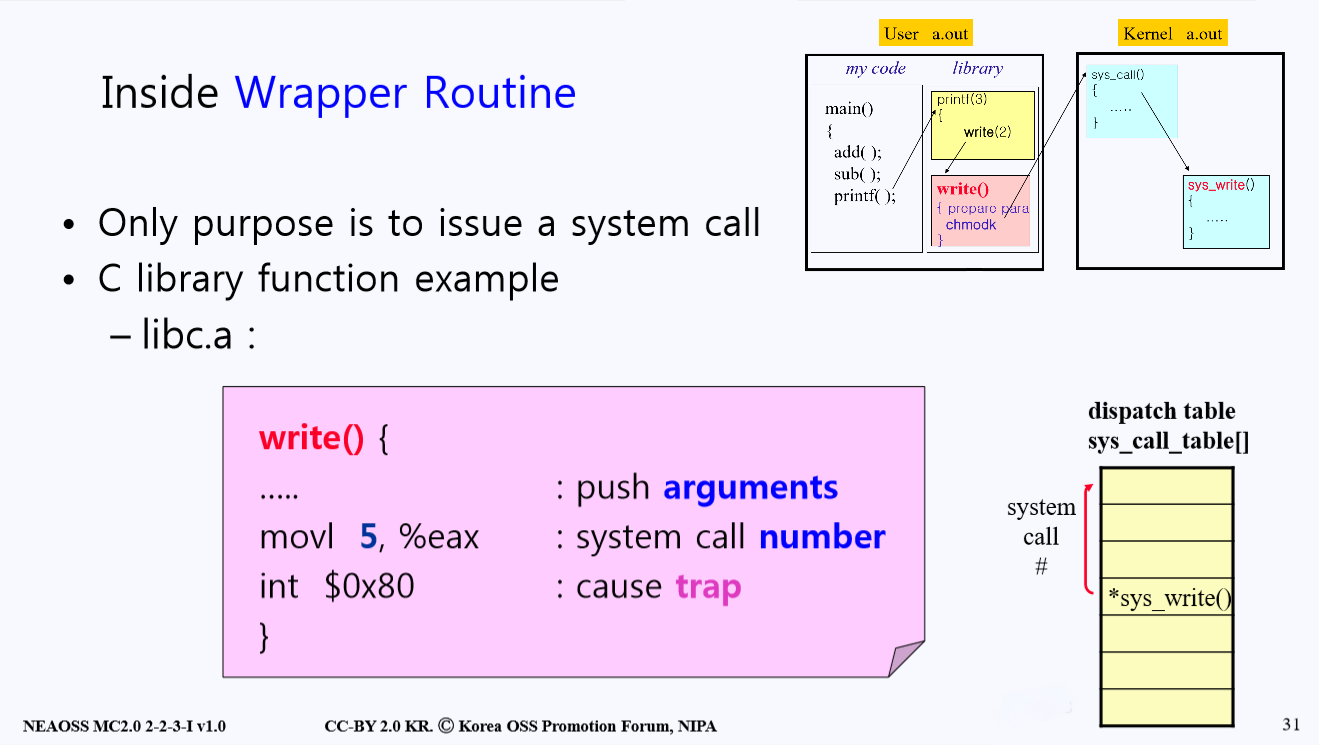 Inside Wrapper Routine
• Only purpose is to issue a system call
• C library function example
– libc.a :
User a.out
my code library
main()
{
add( );
sub( );
printf( );
printf(3)
{
write(2)
write()
{ prepare para
chmodk
}
Kernel a.out
sys_call()
{
.....
}
sys_write()
{
.....
}
write() {
..... : push arguments
movl 5, %eax : system call number
int $0x80 : cause trap
}
dispatch table
sys_call_table[]
system
call
#
*sys_write()
NEAOSS MC2.0 2-2-3-I v1.0
CC-BY 2.0 KR. Ⓒ Korea OSS Promotion Forum, NIPA
31